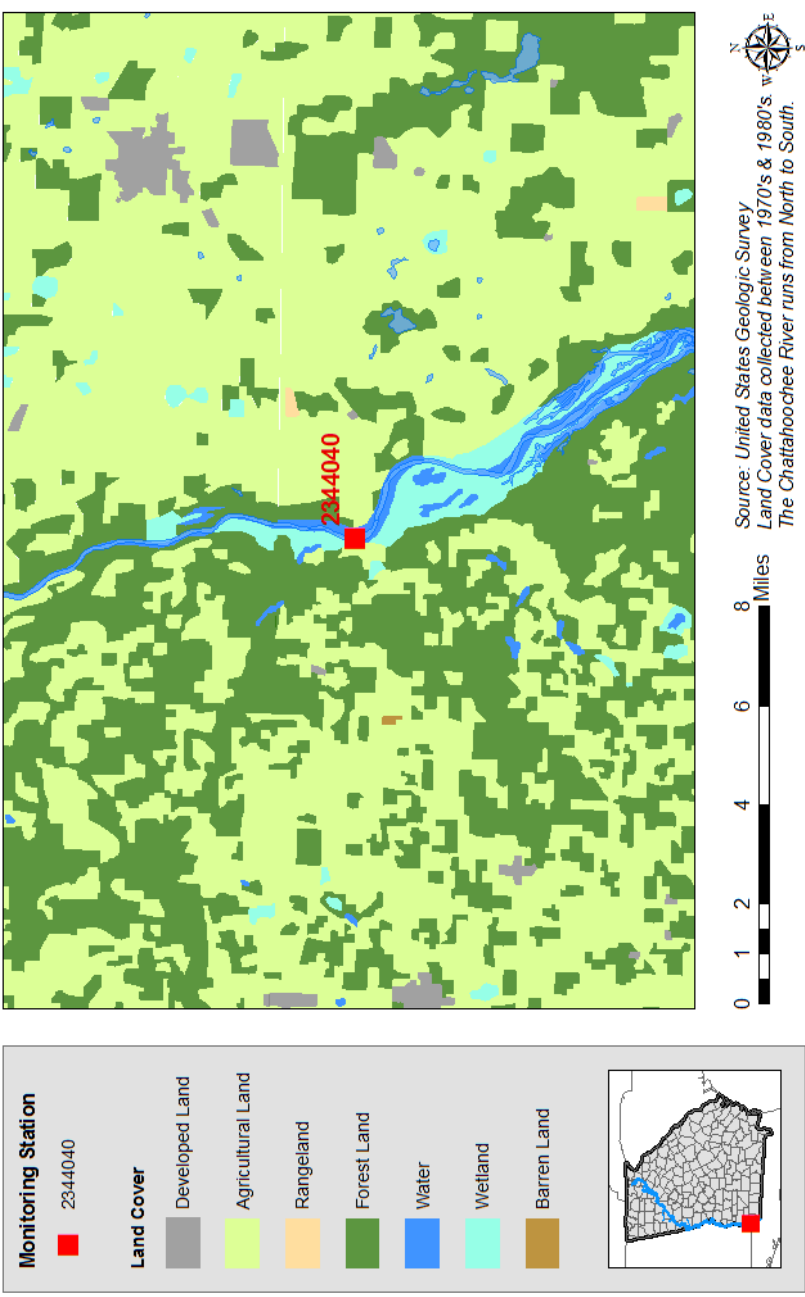 Monitoring Station
2344040
Land Cover
Developed Land
Agricultural Land
Rangeland
Forest Land
Water
Wetland
Barren Land
2344040
0 1 2 4 6 8
Miles
Source: United States Geologic Survey
Land Cover data collected between 1970's & 1980's.
The Chattahoochee River runs from North to South.
N
W E
S